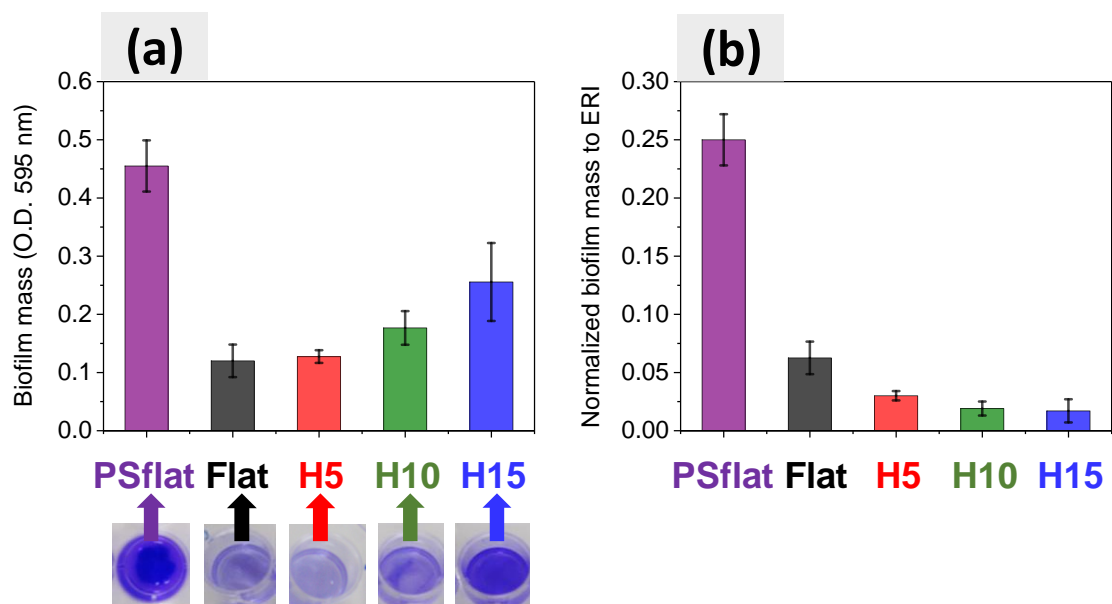 (a)
0.6
0.5
0.4
0.3
0.2
0.1
0.0
Biofilm mass (O.D. 595 nm)
PSflat Flat H5 H10 H15
(b)
0.30
0.25
0.20
0.15
0.10
0.05
0.00
Normalized biofilm mass to ERI
PSflat Flat H5 H10 H15